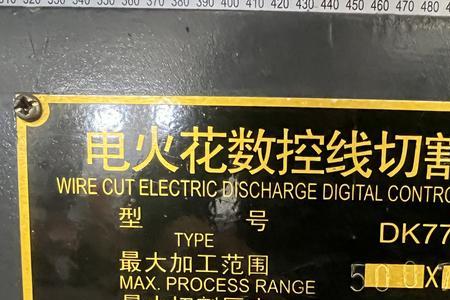 320 330 340 350 360 370 380 390 400 410 420 430 440 450 460 470 480
电火花数控线切割
WIRE CUT ELECTRIC DISCHARGE DIGITAL CONTRO
型 号 DK77
TYPE
最大加工范围
MAX. PROCESS RANGE 500X